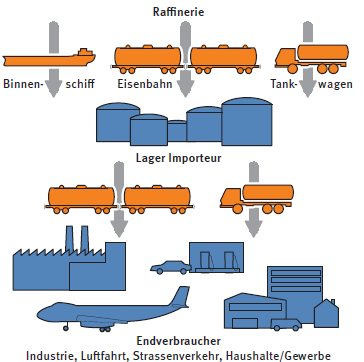 Raffinerie
Binnen- schiff Eisenbahn Tank- wagen
Lager Importeur
Endverbraucher
Industrie, Luftfahrt, Strassenverkehr, Haushalte/Gewerbe